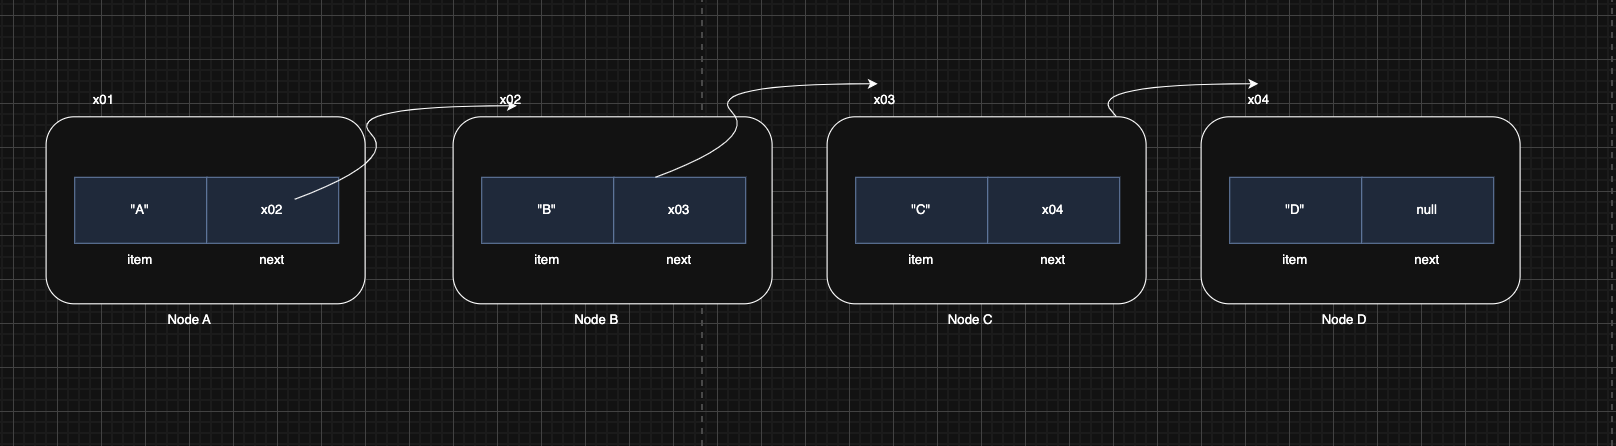 x01
x02
x03
x04
"A" x02
"B" x03
"C" x04
"D" null
item next
item next
item next
item next
Node A
Node B
Node C
Node D